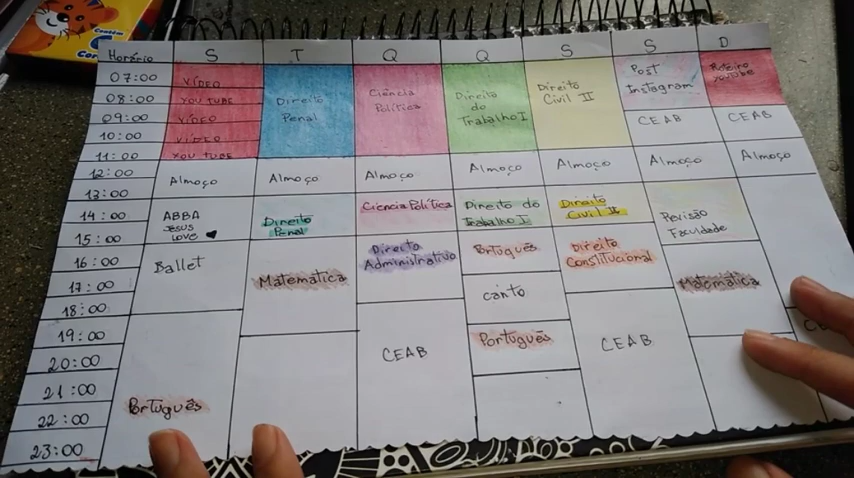 Contém
6
Cor
Horário S T Q Q S S D
07:00
08:00
09:00
10:00
11:00
12:00
13:00
14:00
15:00
16:00
17:00
18:00
19:00
20:00
21:00
22:00
23:00
VÍDEO
YOU TUBE
VÍDEO
VÍDEO
YOU TUBE
Almoço
ABBA
JESUS
LOVE
Ballet
Português
Direito
Penal
Almoço
Direito
Penal
Matemática
Ciência
Política
Almoço
Ciência Política
Direito
Administrativo
CEAB
Direito
do
Trabalho I
Almoço
Direito do
Trabalho I
Português
canto
Português
Direito
Civil II
Almoço
Direito
Civil II
Direito
Constitucional
CEAB
Post
Instagram
CEAB
Almoço
Revisão
Faculdade
Matemática
Roteiro
Youtube
CEAB
Almoço